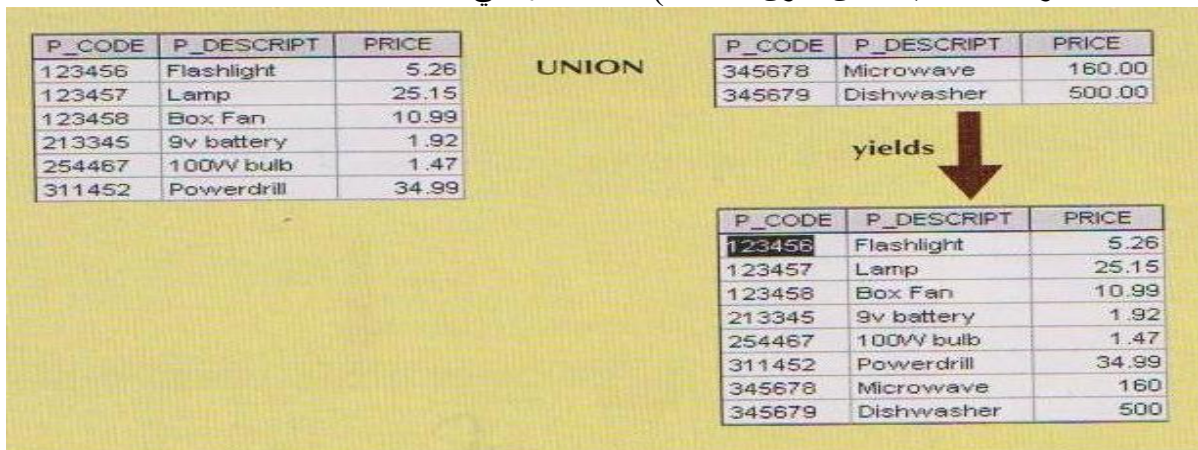 P_CODE P_DESCRIPT PRICE
123456 Flashlight 5.26
123457 Lamp 25.15
123458 Box Fan 10.99
213345 9v battery 1.92
254467 100W bulb 1.47
311452 Powerdrill 34.99
UNION
P_CODE P_DESCRIPT PRICE
345678 Microwave 160.00
345679 Dishwasher 500.00
yields
P_CODE P_DESCRIPT PRICE
123456 Flashlight 5.26
123457 Lamp 25.15
123458 Box Fan 10.99
213345 9v battery 1.92
254467 100W bulb 1.47
311452 Powerdrill 34.99
345678 Microwave 160
345679 Dishwasher 500